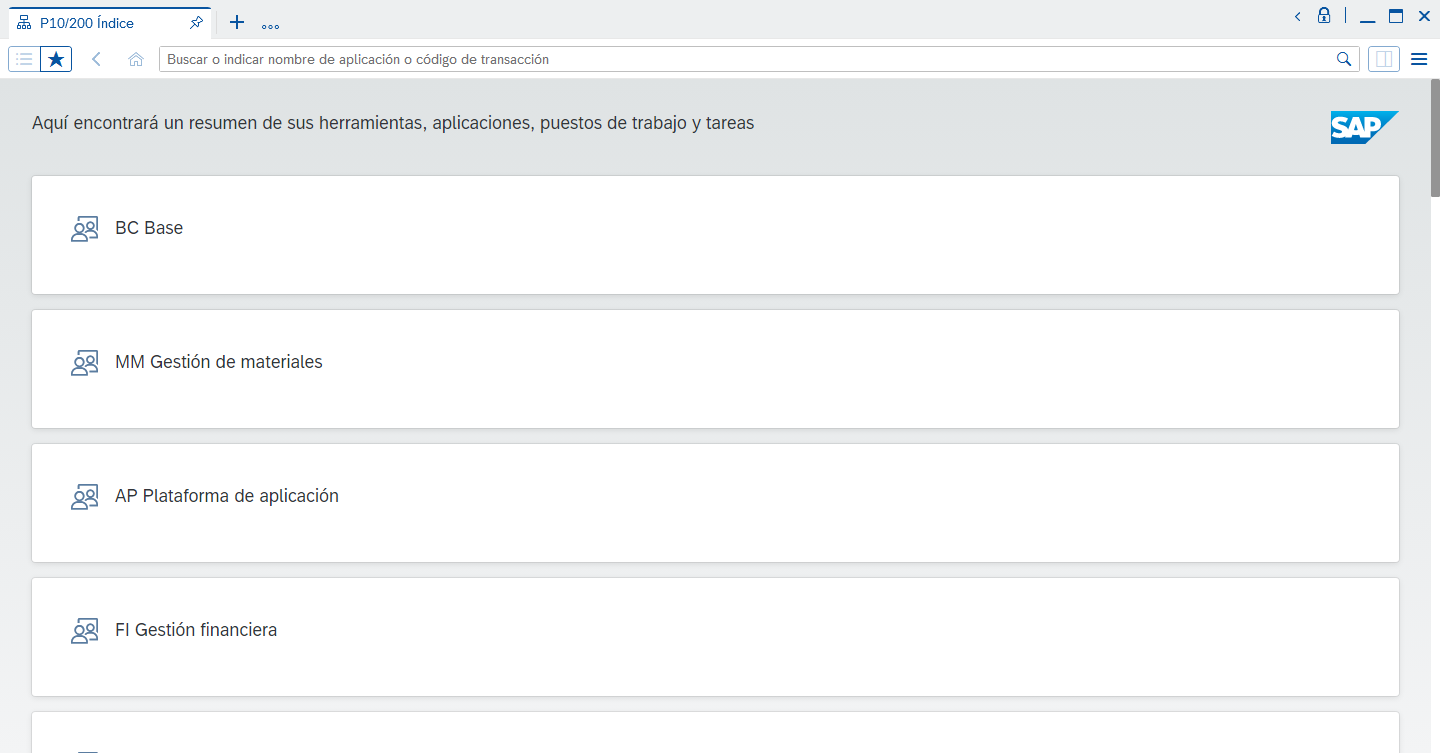 P10/200 Índice
Buscar o indicar nombre de aplicación o código de transacción
Aquí encontrará un resumen de sus herramientas, aplicaciones, puestos de trabajo y tareas
SAP
BC Base
MM Gestión de materiales
AP Plataforma de aplicación
FI Gestión financiera